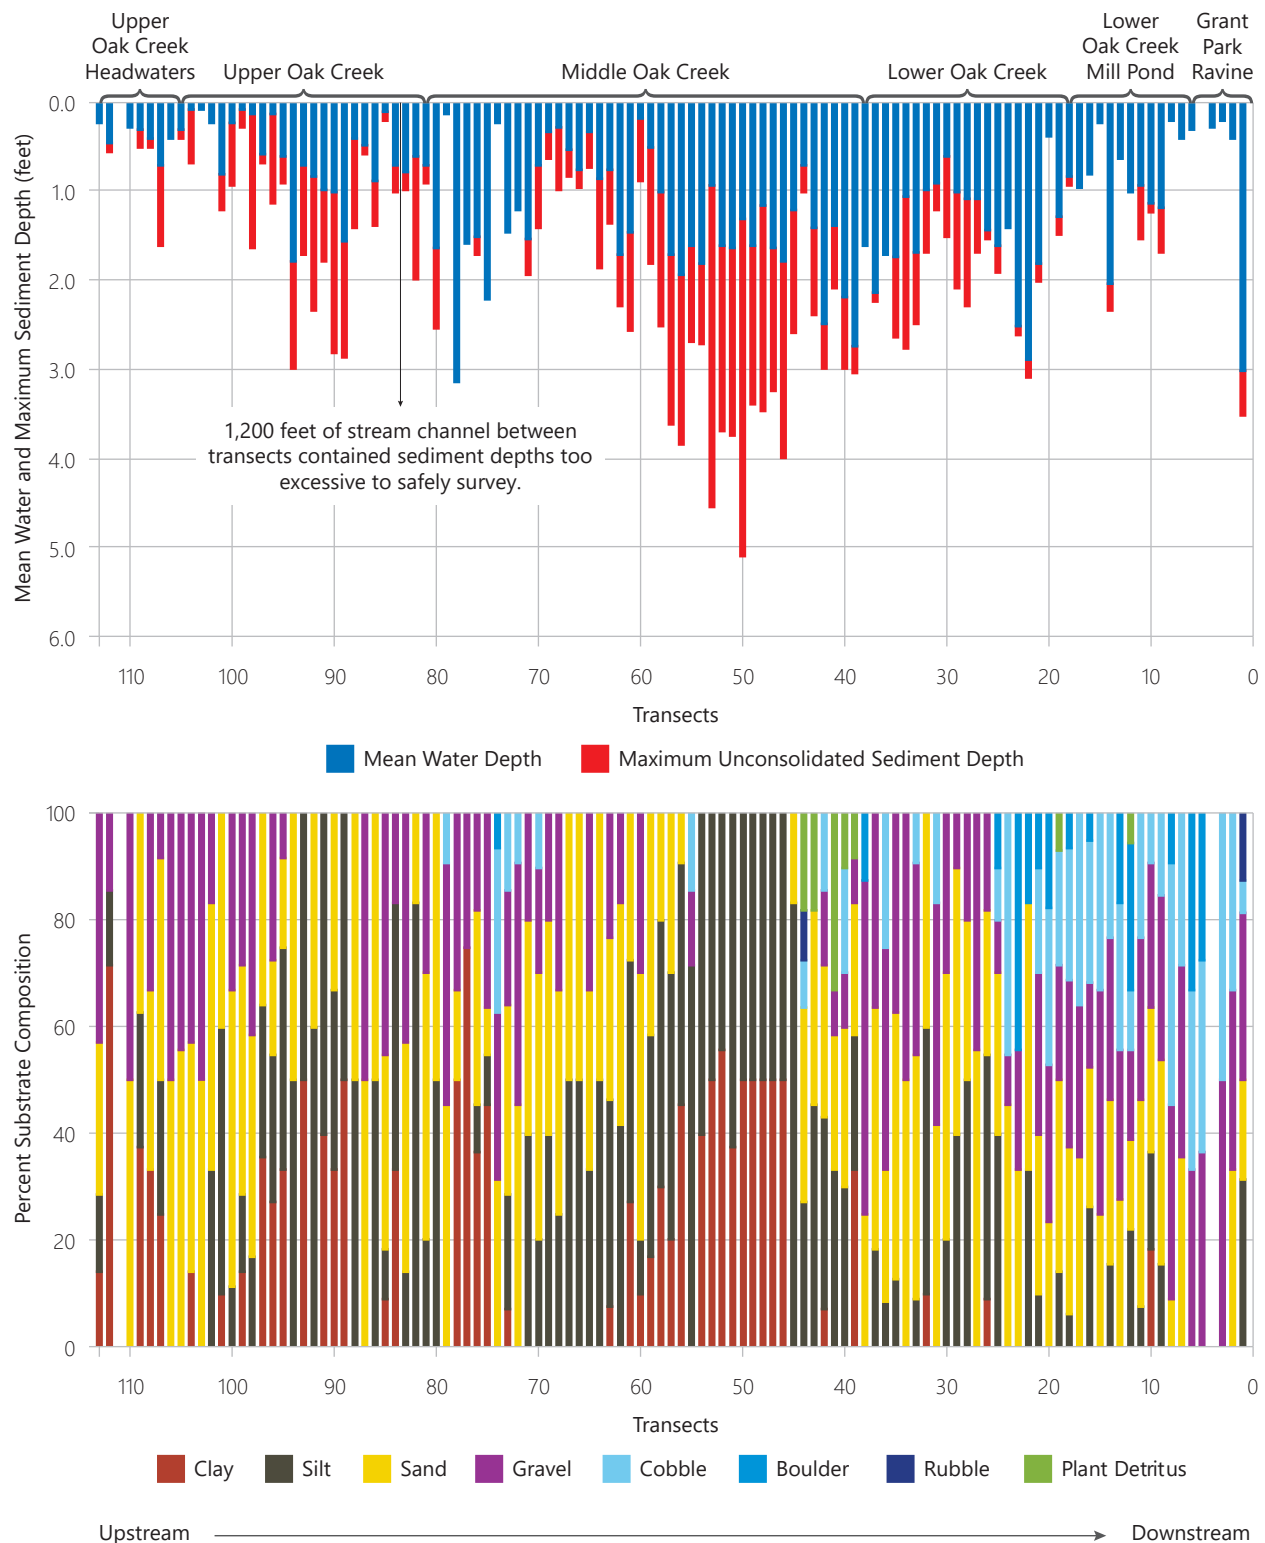 Upper
Oak Creek
Headwaters
Upper Oak Creek
Middle Oak Creek
Lower Oak Creek
Lower
Oak Creek
Mill Pond
Grant
Park
Ravine
Mean Water and Maximum Sediment Depth (feet)
0.0
1.0
2.0
3.0
4.0
5.0
6.0
1,200 feet of stream channel between
transects contained sediment depths too
excessive to safely survey.
110 100 90 80 70 60 50 40 30 20 10 0
Transects
Mean Water Depth Maximum Unconsolidated Sediment Depth
Percent Substrate Composition
100
80
60
40
20
0
110 100 90 80 70 60 50 40 30 20 10 0
Transects
Clay Silt Sand Gravel Cobble Boulder Rubble Plant Detritus
Upstream Downstream